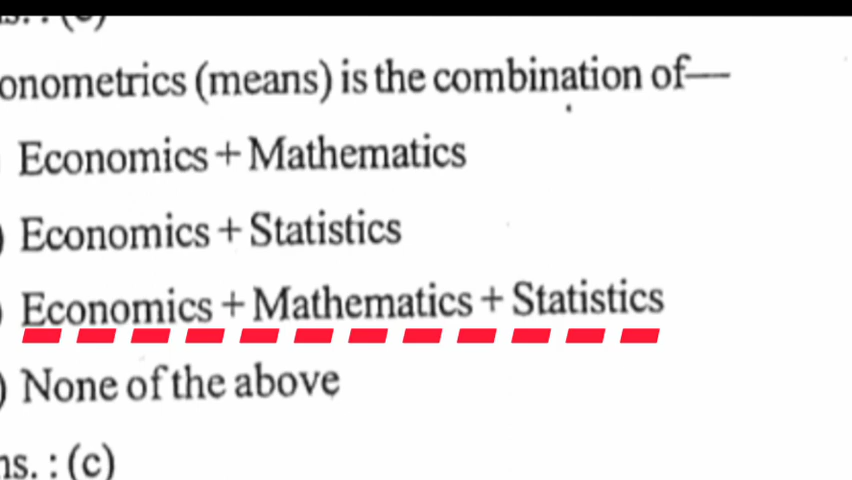 onometrics (means) is the combination of—
Economics + Mathematics
) Economics + Statistics
) Economics + Mathematics + Statistics
) None of the above
ns. : (c)